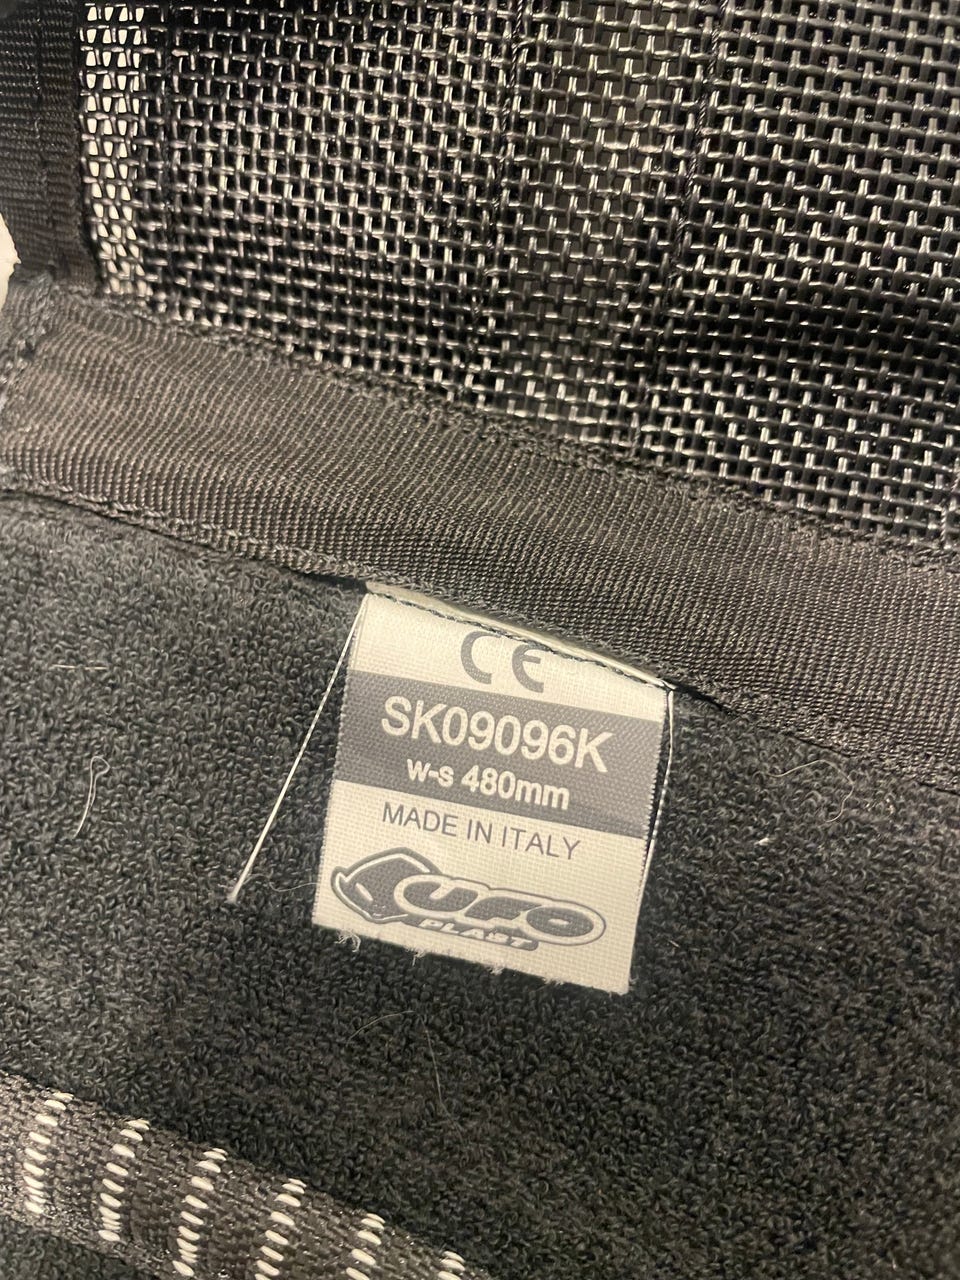 CE
SK09096K
w-s 480mm
MADE IN ITALY
UFO
PLAST